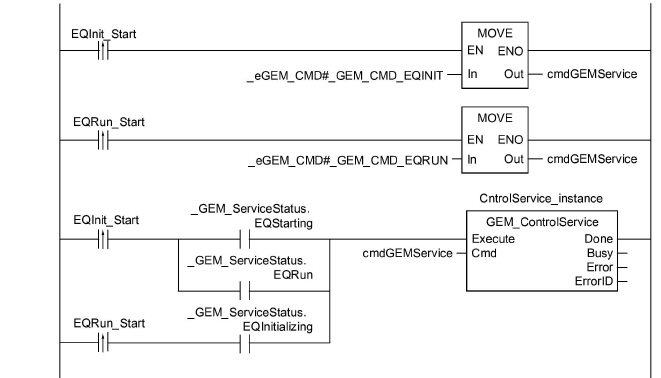 EQInit_Start
MOVE
EN ENO
_eGEM_CMD#_GEM_CMD_EQINIT In Out cmdGEMService
EQRun_Start
MOVE
EN ENO
_eGEM_CMD#_GEM_CMD_EQRUN In Out cmdGEMService
CntrolService_instance
EQInit_Start
_GEM_ServiceStatus.
EQStarting
GEM_ControlService
Execute Done
cmdGEMService Cmd Busy
Error
ErrorID
_GEM_ServiceStatus.
EQRun
EQRun_Start
_GEM_ServiceStatus.
EQInitializing